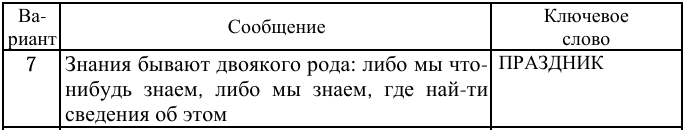 Ва- Сообщение Ключевое
риант слово
7 Знания бывают двоякого рода: либо мы что- ПРАЗДНИК
нибудь знаем, либо мы знаем, где най-ти
сведения об этом